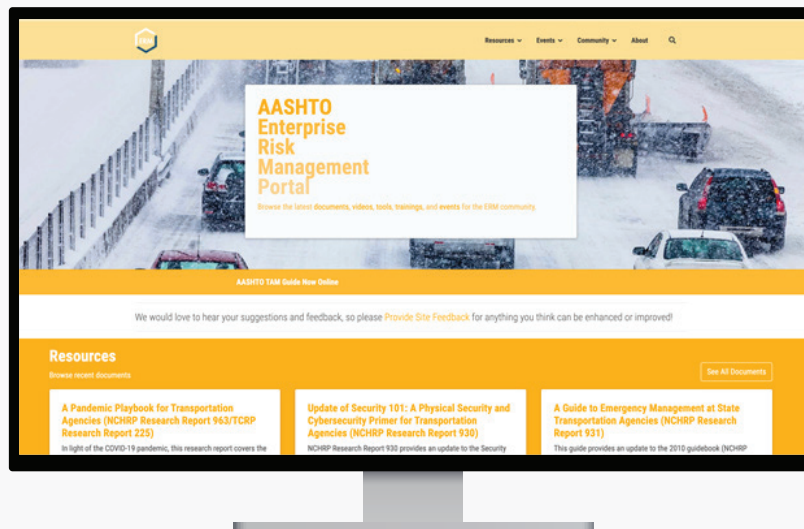 ERM
Resources Events Community About
AASHTO
Enterprise
Risk
Management
Portal
Browse the latest documents, videos, tools, trainings, and events for the ERM community.
AASHTO TAM Guide Now Online
We would love to hear your suggestions and feedback, so please Provide Site Feedback for anything you think can be enhanced or improved!
Resources
Browse recent documents
See All Documents
A Pandemic Playbook for Transportation
Agencies (NCHRP Research Report 963/TCRP
Research Report 225)
In light of the COVID-19 pandemic, this research report covers the
Update of Security 101: A Physical Security and
Cybersecurity Primer for Transportation
Agencies (NCHRP Research Report 930)
NCHRP Research Report 930 provides an update to the Security
A Guide to Emergency Management at State
Transportation Agencies (NCHRP Research
Report 931)
This guide provides an update to the 2010 guidebook (NCHRP